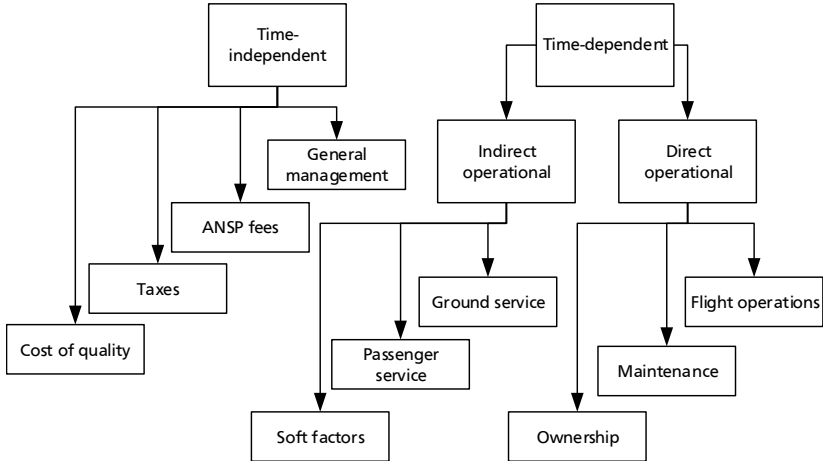 Time-
independent
Time-dependent
General
management
Indirect
operational
Direct
operational
ANSP fees
Taxes
Ground service
Flight operations
Cost of quality
Passenger
service
Maintenance
Soft factors
Ownership